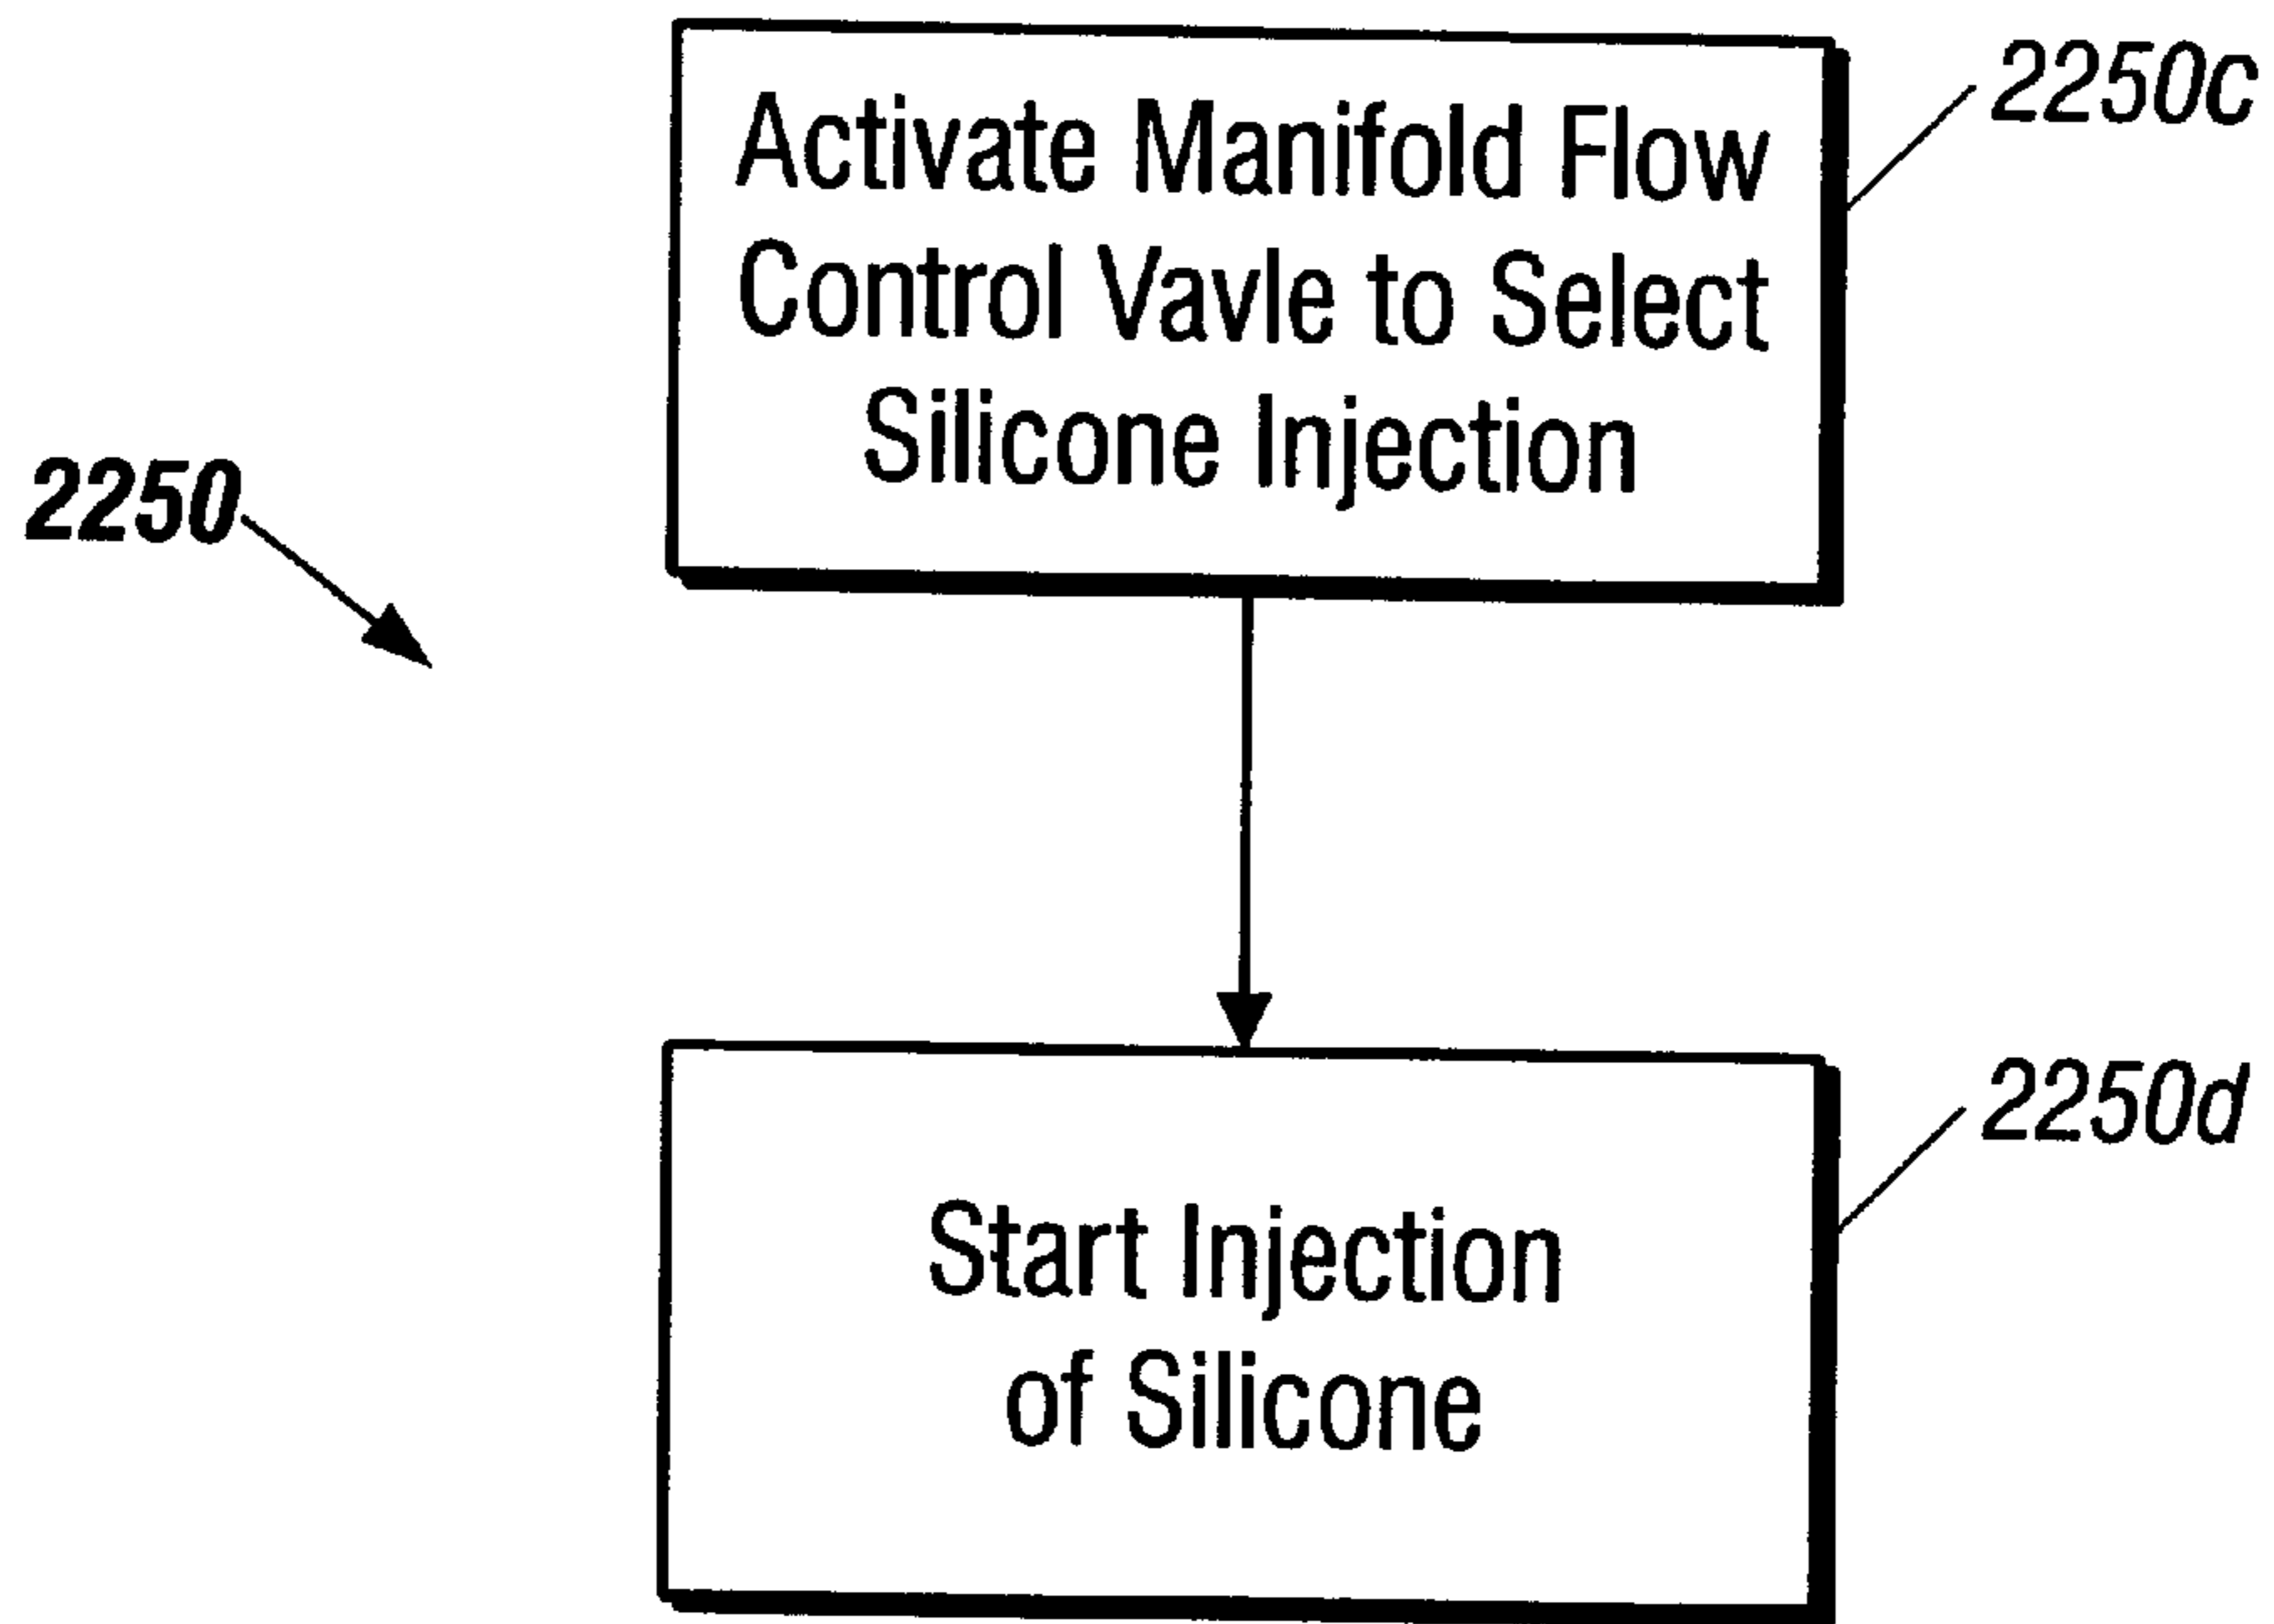 Activate Manifold Flow
Control Vavle to Select
Silicone Injection
2250c
2250
Start Injection
of Silicone
2250d